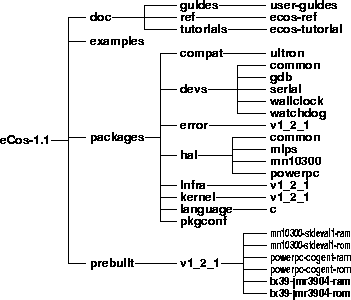 guides user-guides
doc ref ecos-ref
tutorials ecos-tutorial
examples
compat ultron
common
gdb
devs serial
wallclock
watchdog
error v1_2_1
eCos-1.1 packages common
hal mips
mn10300
powerpc
Infra v1_2_1
kernel v1_2_1
language c
pkgconf
mn10300-stdeval1-ram
mn10300-stdeval1-rom
prebuilt v1_2_1 powerpc-cogent-ram
powerpc-cogent-rom
tx39-jmr3904-ram
tx39-jmr3904-rom